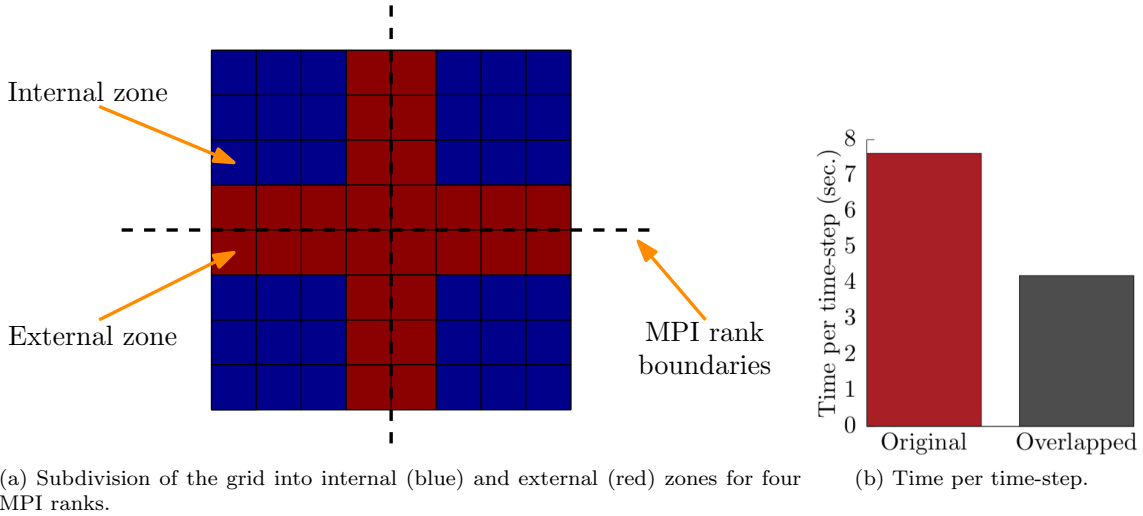 Internal zone
External zone
MPI rank
boundaries
(a) Subdivision of the grid into internal (blue) and external (red) zones for four
MPI ranks.
Time per time-step (sec.)
8
7
6
5
4
3
2
1
0
Original
Overlapped
(b) Time per time-step.